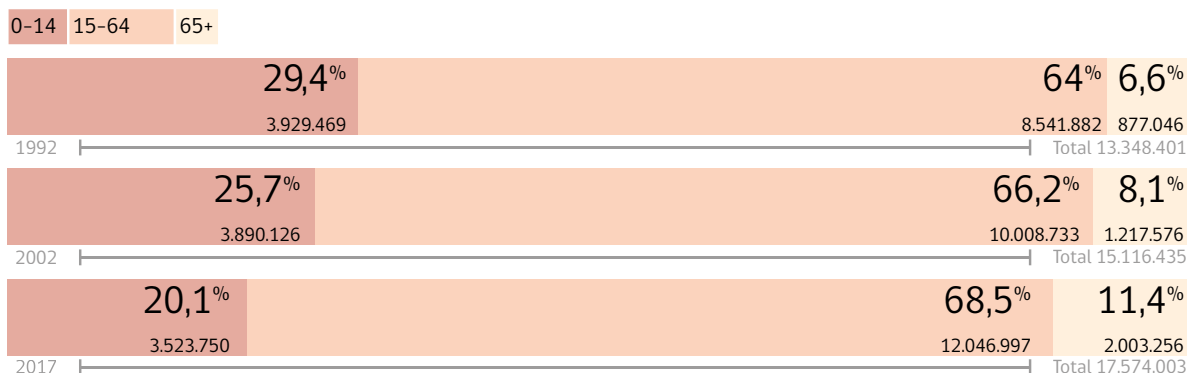 0-14 15-64 65+
29,4% 64% 6,6%
3.929.469 8.541.882 877.046
1992 Total 13.348.401
25,7% 66,2% 8,1%
3.890.126 10.008.733 1.217.576
2002 Total 15.116.435
20,1% 68,5% 11,4%
3.523.750 12.046.997 2.003.256
2017 Total 17.574.003